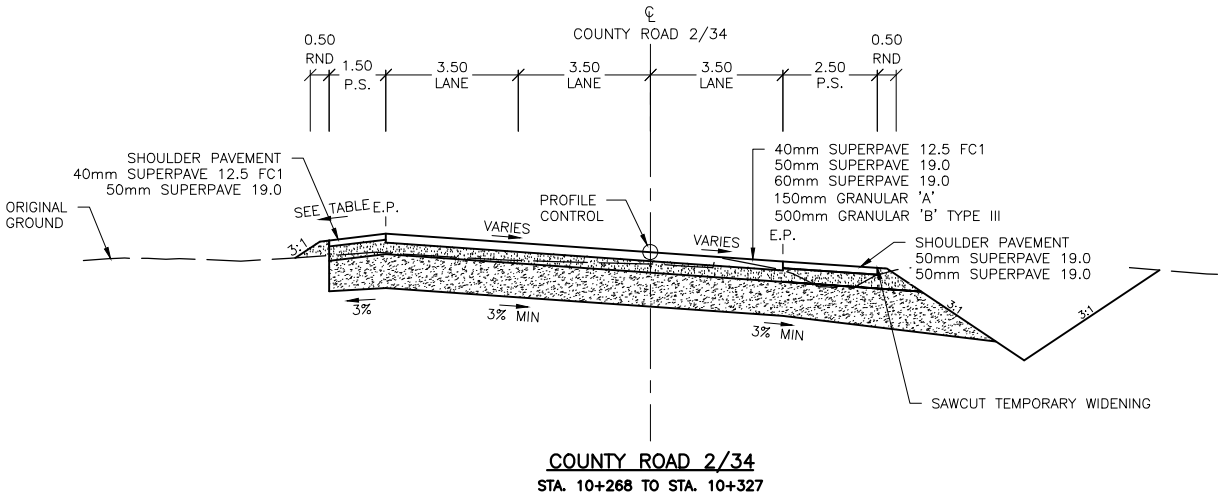 ℄
COUNTY ROAD 2/34
0.50
RND
1.50
P.S.
3.50
LANE
3.50
LANE
3.50
LANE
2.50
P.S.
0.50
RND
SHOULDER PAVEMENT
40mm SUPERPAVE 12.5 FC1
50mm SUPERPAVE 19.0
40mm SUPERPAVE 12.5 FC1
50mm SUPERPAVE 19.0
60mm SUPERPAVE 19.0
150mm GRANULAR 'A'
500mm GRANULAR 'B' TYPE III
ORIGINAL
GROUND
SEE TABLE
E.P.
PROFILE
CONTROL
VARIES
VARIES
E.P.
SHOULDER PAVEMENT
50mm SUPERPAVE 19.0
50mm SUPERPAVE 19.0
3:1
3:1
3:1
3%
3% MIN
3% MIN
SAWCUT TEMPORARY WIDENING
COUNTY ROAD 2/34
STA. 10+268 TO STA. 10+327